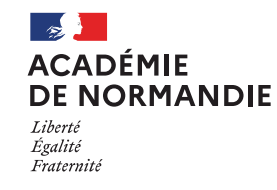 ACADÉMIE
DE NORMANDIE
Liberté
Égalité
Fraternité